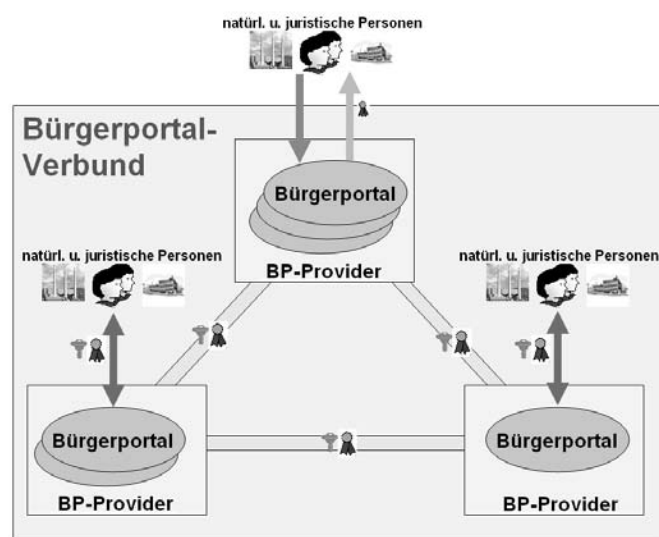 natürl. u. juristische Personen
Bürgerportal-
Verbund
Bürgerportal
BP-Provider
natürl. u. juristische Personen
natürl. u. juristische Personen
Bürgerportal
BP-Provider
Bürgerportal
BP-Provider